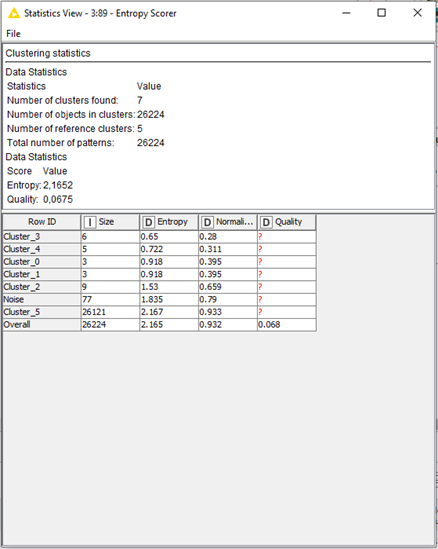 Statistics View - 3:89 - Entropy Scorer
File
Clustering statistics
Data Statistics
Statistics Value
Number of clusters found: 7
Number of objects in clusters: 26224
Number of reference clusters: 5
Total number of patterns: 26224
Data Statistics
Score Value
Entropy: 2,1652
Quality: 0,0675
Row ID I Size D Entropy D Normali... D Quality
Cluster_3 6 0.65 0.28 ?
Cluster_4 5 0.722 0.311 ?
Cluster_0 3 0.918 0.395 ?
Cluster_1 3 0.918 0.395 ?
Cluster_2 9 1.53 0.659 ?
Noise 77 1.835 0.79 ?
Cluster_5 26121 2.167 0.933 ?
Overall 26224 2.165 0.932 0.068